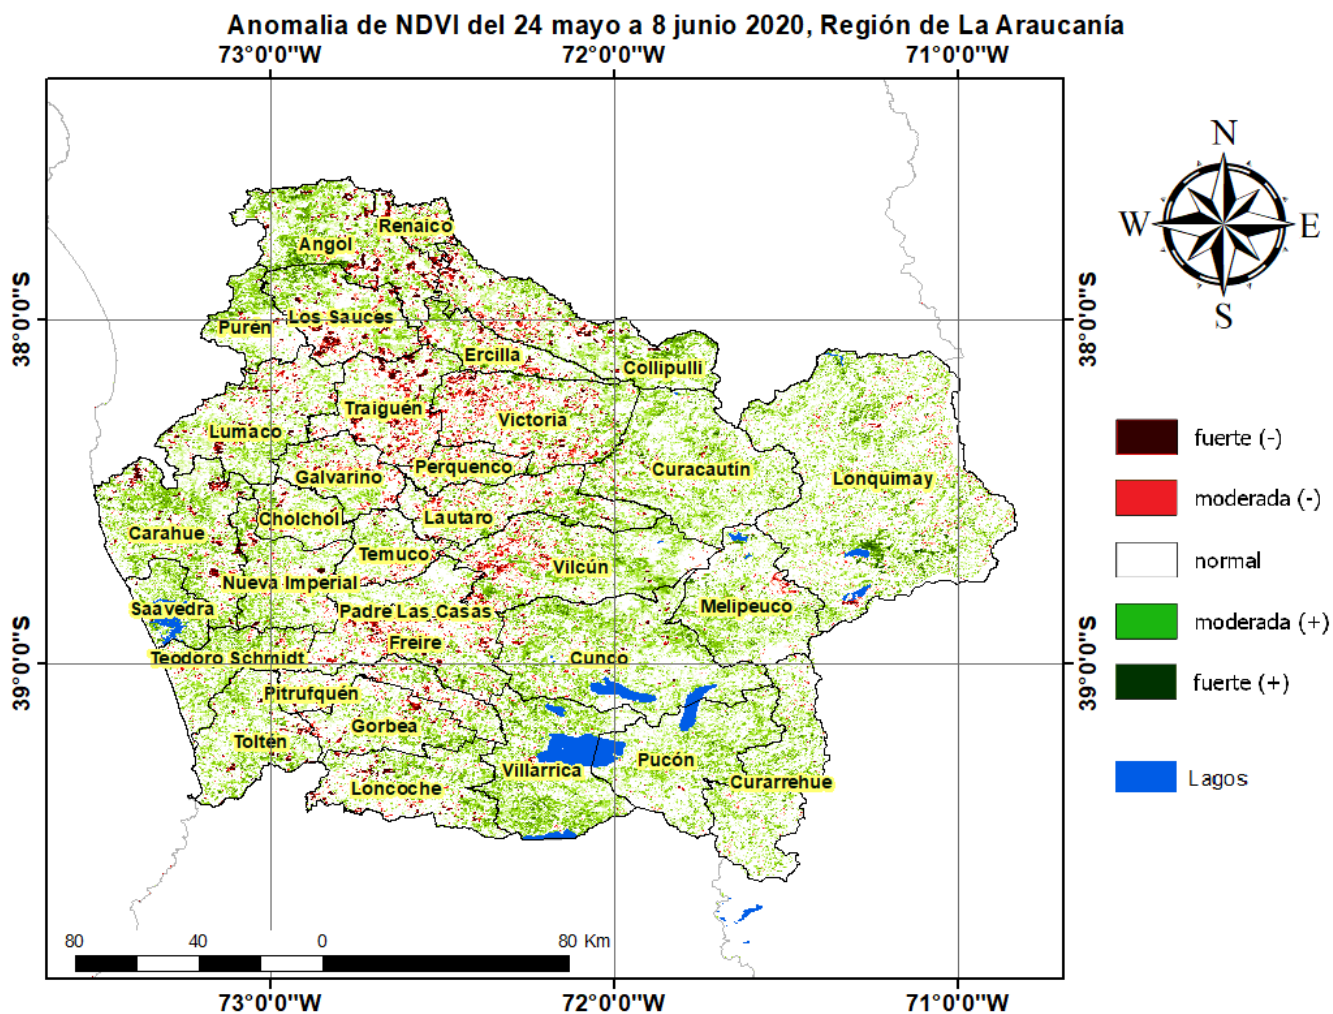 Anomalia de NDVI del 24 mayo a 8 junio 2020, Región de La Araucanía
73°0'0"W 72°0'0"W 71°0'0"W
N
W E
S
38°0'0"S 38°0'0"S
39°0'0"S 39°0'0"S
Renaico
Angol
Los Sauces
Purén
Ercilla
Collipulli
Traiguén
Victoria
Lumaco
Perquenco
Curacautín
Galvarino
Lonquimay
Cholchol
Lautaro
Carahue
Temuco
Vilcún
Nueva Imperial
Saavedra
Padre Las Casas
Melipeuco
Freire
Teodoro Schmidt
Cunco
Pitrufquén
Gorbea
Toltén
Pucón
Villarrica
Curarrehue
Loncoche
fuerte (-)
moderada (-)
normal
moderada (+)
fuerte (+)
Lagos
80 40 0 80 Km
73°0'0"W 72°0'0"W 71°0'0"W